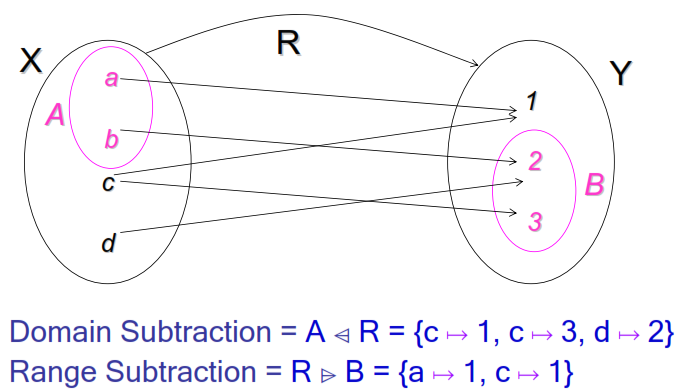 R
X
Y
a
1
A
b
2
B
c
3
d
Domain Subtraction = A ⩤ R = {c ↦ 1, c ↦ 3, d ↦ 2}
Range Subtraction = R ⩥ B = {a ↦ 1, c ↦ 1}